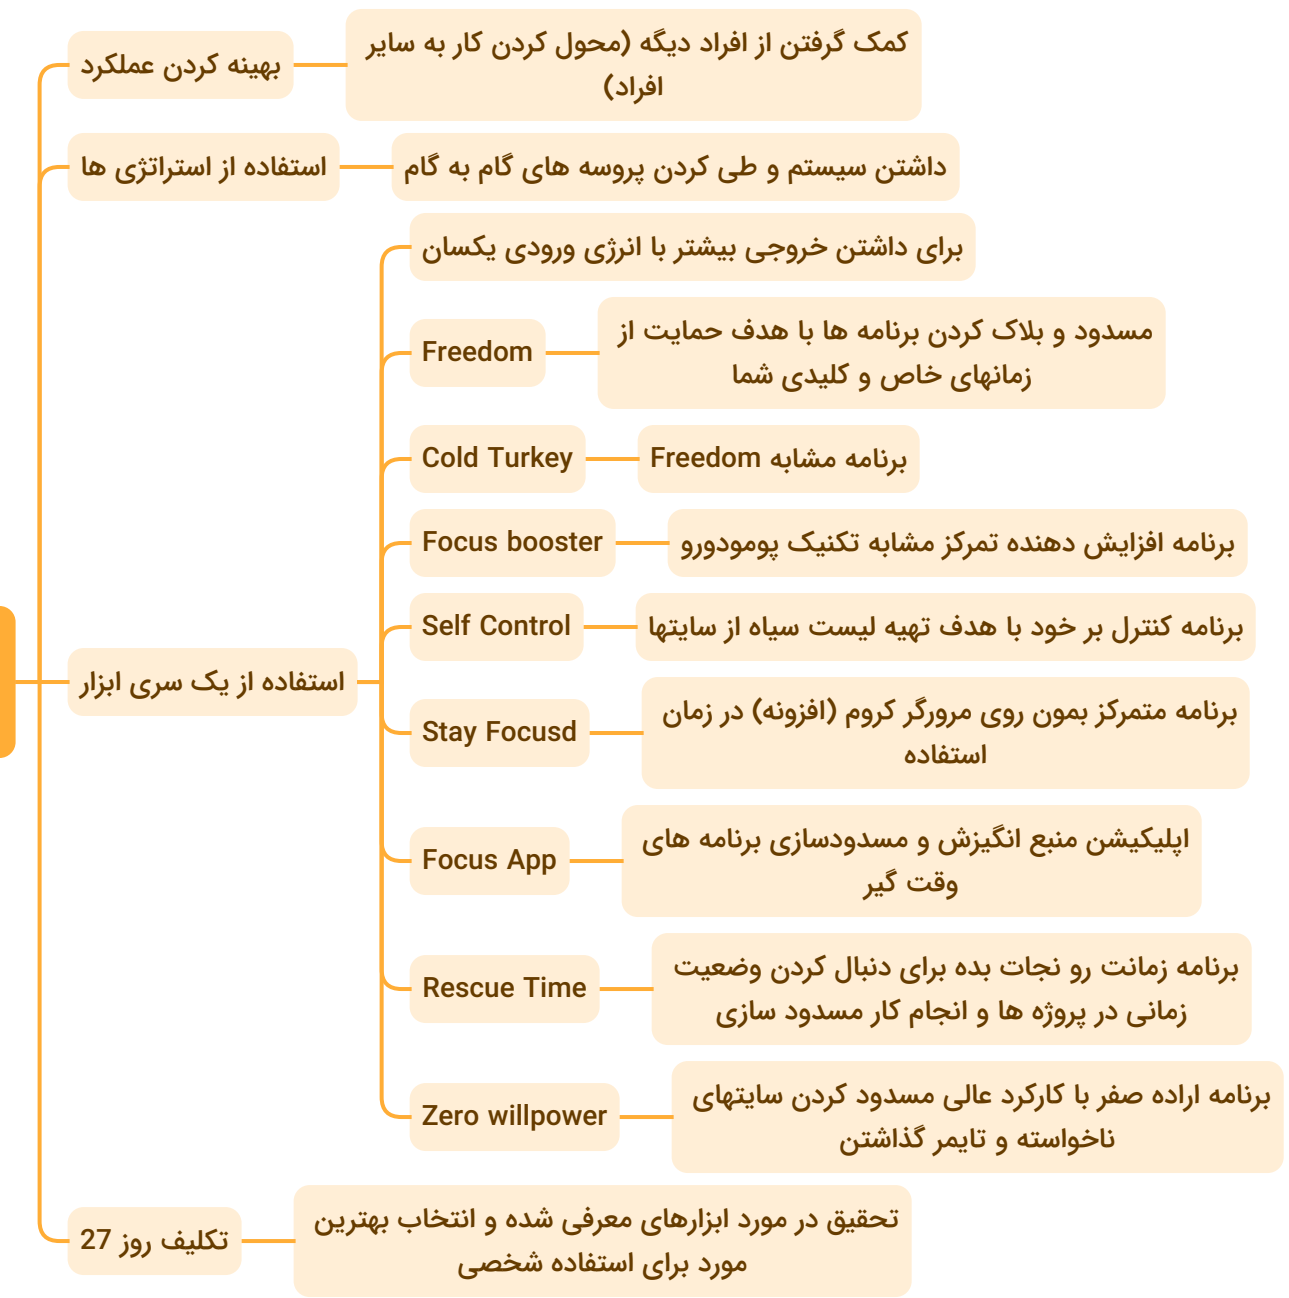 بهینه کردن عملکرد
کمک گرفتن از افراد دیگه (محول کردن کار به سایر
افراد)
استفاده از استراتژی ها
داشتن سیستم و طی کردن پروسه های گام به گام
استفاده از یک سری ابزار
برای داشتن خروجی بیشتر با انرژی ورودی یکسان
Freedom
مسدود و بلاک کردن برنامه ها با هدف حمایت از
زمانهای خاص و کلیدی شما
Cold Turkey
برنامه مشابه Freedom
Focus booster
برنامه افزایش دهنده تمرکز مشابه تکنیک پومودورو
Self Control
برنامه کنترل بر خود با هدف تهیه لیست سیاه از سایتها
Stay Focusd
برنامه متمرکز بمون روی مرورگر کروم (افزونه) در زمان
استفاده
Focus App
اپلیکیشن منبع انگیزش و مسدودسازی برنامه های
وقت گیر
Rescue Time
برنامه زمانت رو نجات بده برای دنبال کردن وضعیت
زمانی در پروژه ها و انجام کار مسدود سازی
Zero willpower
برنامه اراده صفر با کارکرد عالی مسدود کردن سایتهای
ناخواسته و تایمر گذاشتن
تکلیف روز 27
تحقیق در مورد ابزارهای معرفی شده و انتخاب بهترین
مورد برای استفاده شخصی